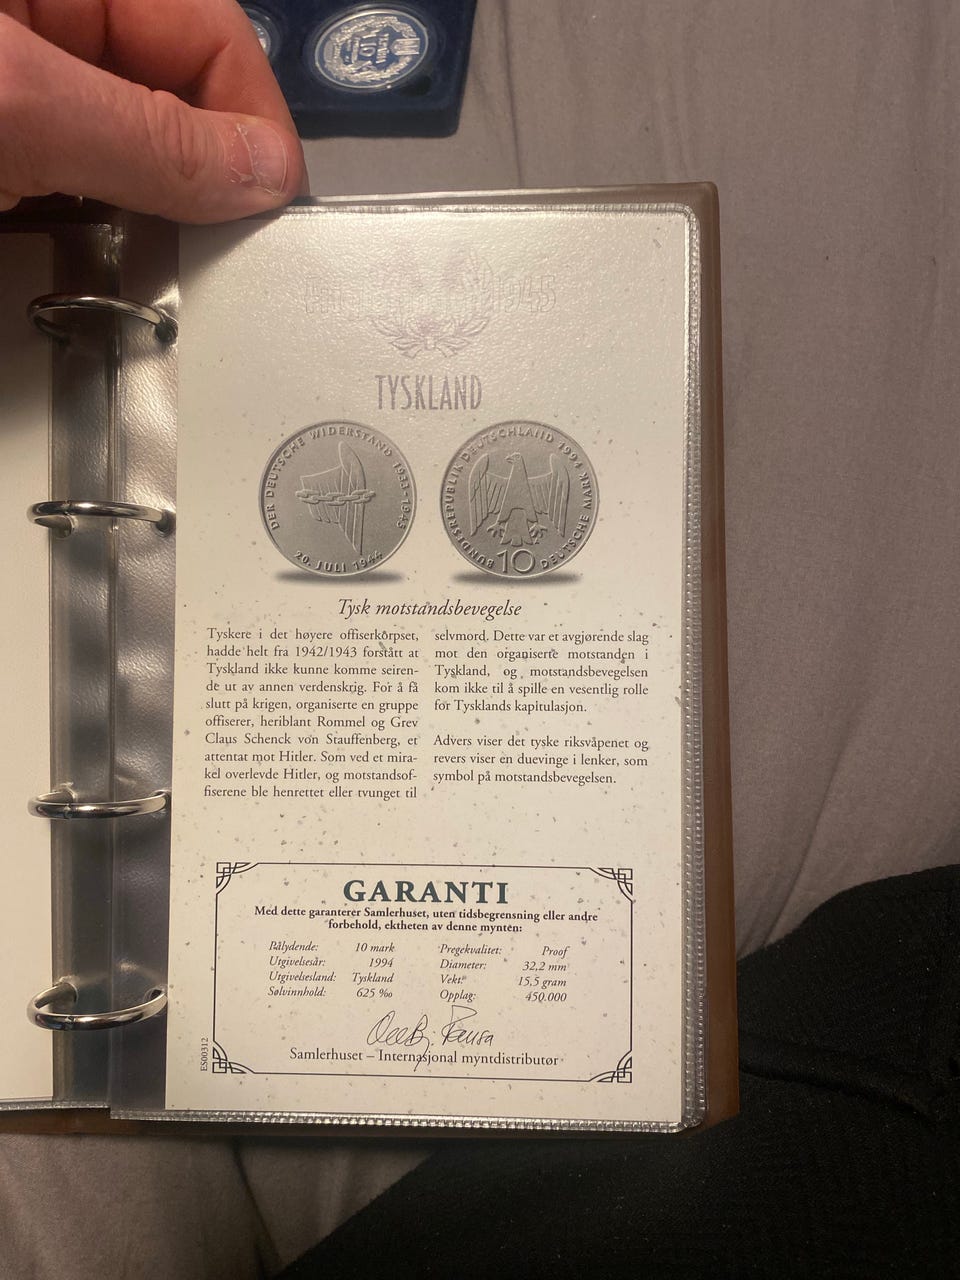 1945
TYSKLAND
DER DEUTSCHE WIDERSTAND 1933-1945
20. JULI 1944
BUNDESREPUBLIK DEUTSCHLAND 1994
10 DEUTSCHE MARK
Tysk motstandsbevegelse
Tyskere i det høyere offiserkorpset,
hadde helt fra 1942/1943 forstått at
Tyskland ikke kunne komme seiren-
de ut av annen verdenskrig. For å få
slutt på krigen, organiserte en gruppe
offiserer, heriblant Rommel og Grev
Claus Schenck von Stauffenberg, et
attentat mot Hitler. Som ved et mira-
kel overlevde Hitler, og motstandsof-
fiserene ble henrettet eller tvunget til
selvmord. Dette var et avgjørende slag
mot den organiserte motstanden i
Tyskland, og motstandsbevegelsen
kom ikke til å spille en vesentlig rolle
for Tysklands kapitulasjon.
Advers viser det tyske riksvåpenet og
revers viser en duevinge i lenker, som
symbol på motstandsbevegelsen.
GARANTI
Med dette garanterer Samlerhuset, uten tidsbegrensning eller andre
forbehold, ektheten av denne mynten:
Pålydende: 10 mark
Utgivelsesår: 1994
Utgivelsesland: Tyskland
Sølvinnhold: 625 ‰
Pregekvalitet: Proof
Diameter: 32,2 mm
Vekt: 15,5 gram
Opplag: 450.000
Samlerhuset – Internasjonal myntdistributør
ES00312